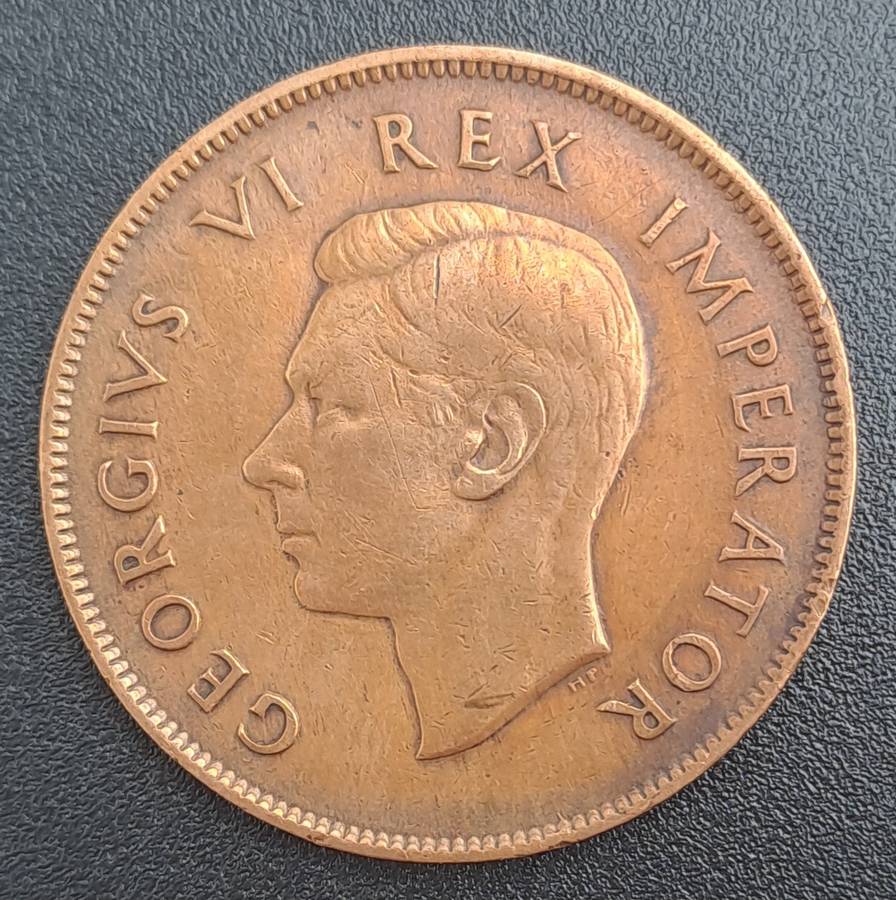 GEORGIVS VI REX IMPERATOR
HP